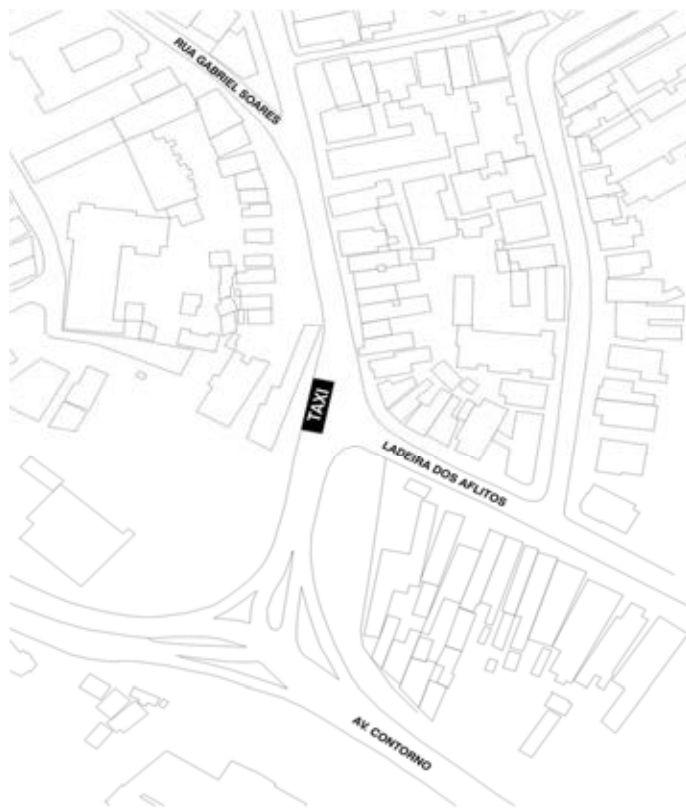 RUA GABRIEL SOARES
TAXI
LADEIRA DOS AFLITOS
AV. CONTORNO